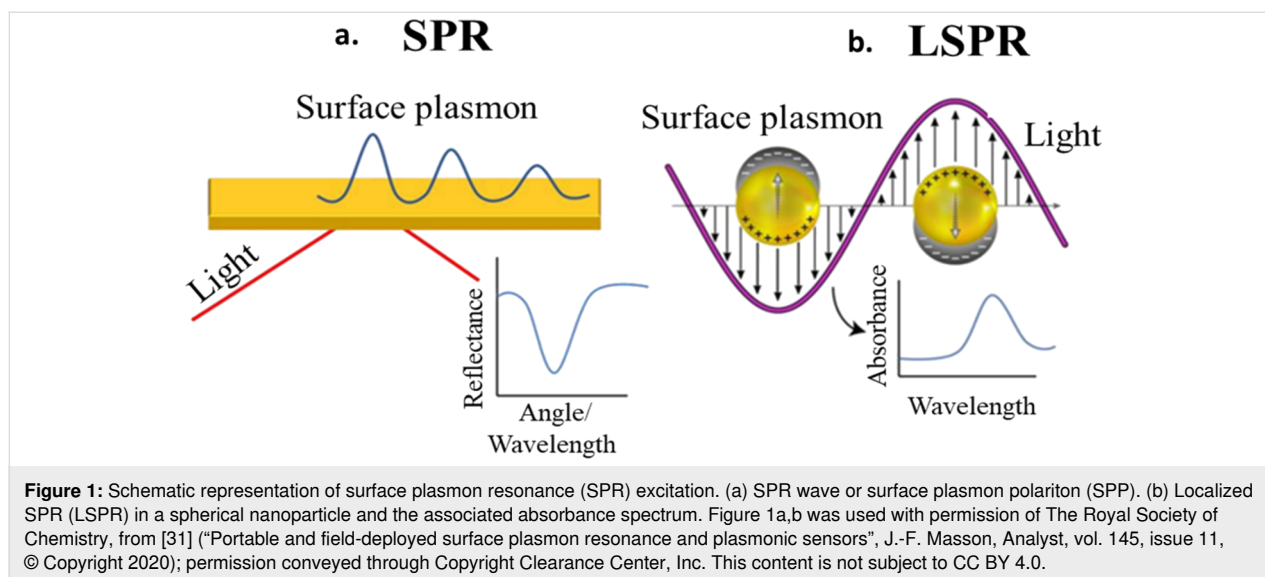 a. SPR
Surface plasmon
Light
Reflectance
Angle/
Wavelength
b. LSPR
Surface plasmon
Light
Absorbance
Wavelength
Figure 1: Schematic representation of surface plasmon resonance (SPR) excitation. (a) SPR wave or surface plasmon polariton (SPP). (b) Localized
SPR (LSPR) in a spherical nanoparticle and the associated absorbance spectrum. Figure 1a,b was used with permission of The Royal Society of
Chemistry, from [31] (“Portable and field-deployed surface plasmon resonance and plasmonic sensors”, J.-F. Masson, Analyst, vol. 145, issue 11,
© Copyright 2020); permission conveyed through Copyright Clearance Center, Inc. This content is not subject to CC BY 4.0.